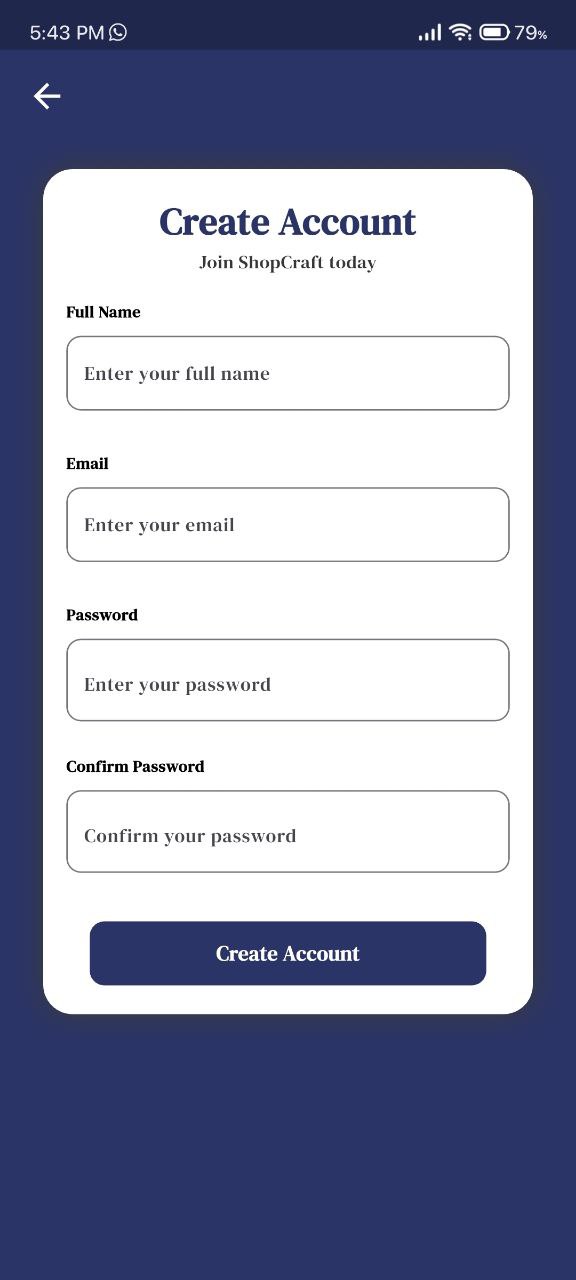 5:43 PM
79%
Create Account
Join ShopCraft today
Full Name
Enter your full name
Email
Enter your email
Password
Enter your password
Confirm Password
Confirm your password
Create Account